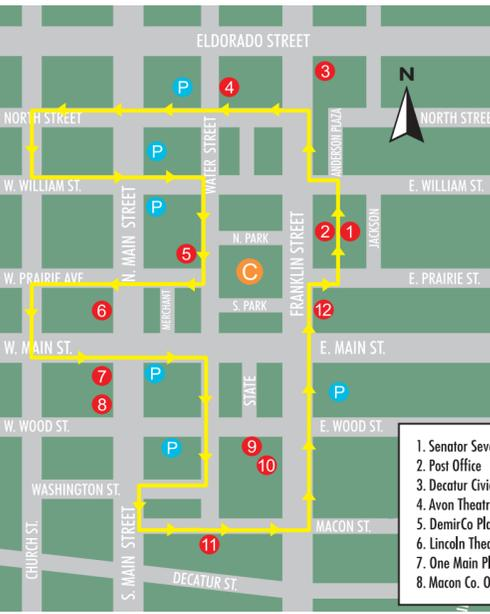 ELDORADO STREET
P
4
3
N
NORTH STREET
NORTH STREE
WATER STREET
ANDERSON PLAZA
P
W. WILLIAM ST.
E. WILLIAM ST.
N. MAIN STREET
P
FRANKLIN STREET
2
1
JACKSON
N. PARK
5
C
W. PRAIRIE AVE
E. PRAIRIE ST.
6
MERCHANT
S. PARK
12
W. MAIN ST.
E. MAIN ST.
7
P
STATE
P
8
W. WOOD ST.
E. WOOD ST.
P
9
10
WASHINGTON ST.
CHURCH ST.
S. MAIN STREET
MACON ST.
11
DECATUR ST.
1. Senator Seve
2. Post Office
3. Decatur Civi
4. Avon Theatr
5. DemirCo Pla
6. Lincoln Thea
7. One Main Pl
8. Macon Co. O